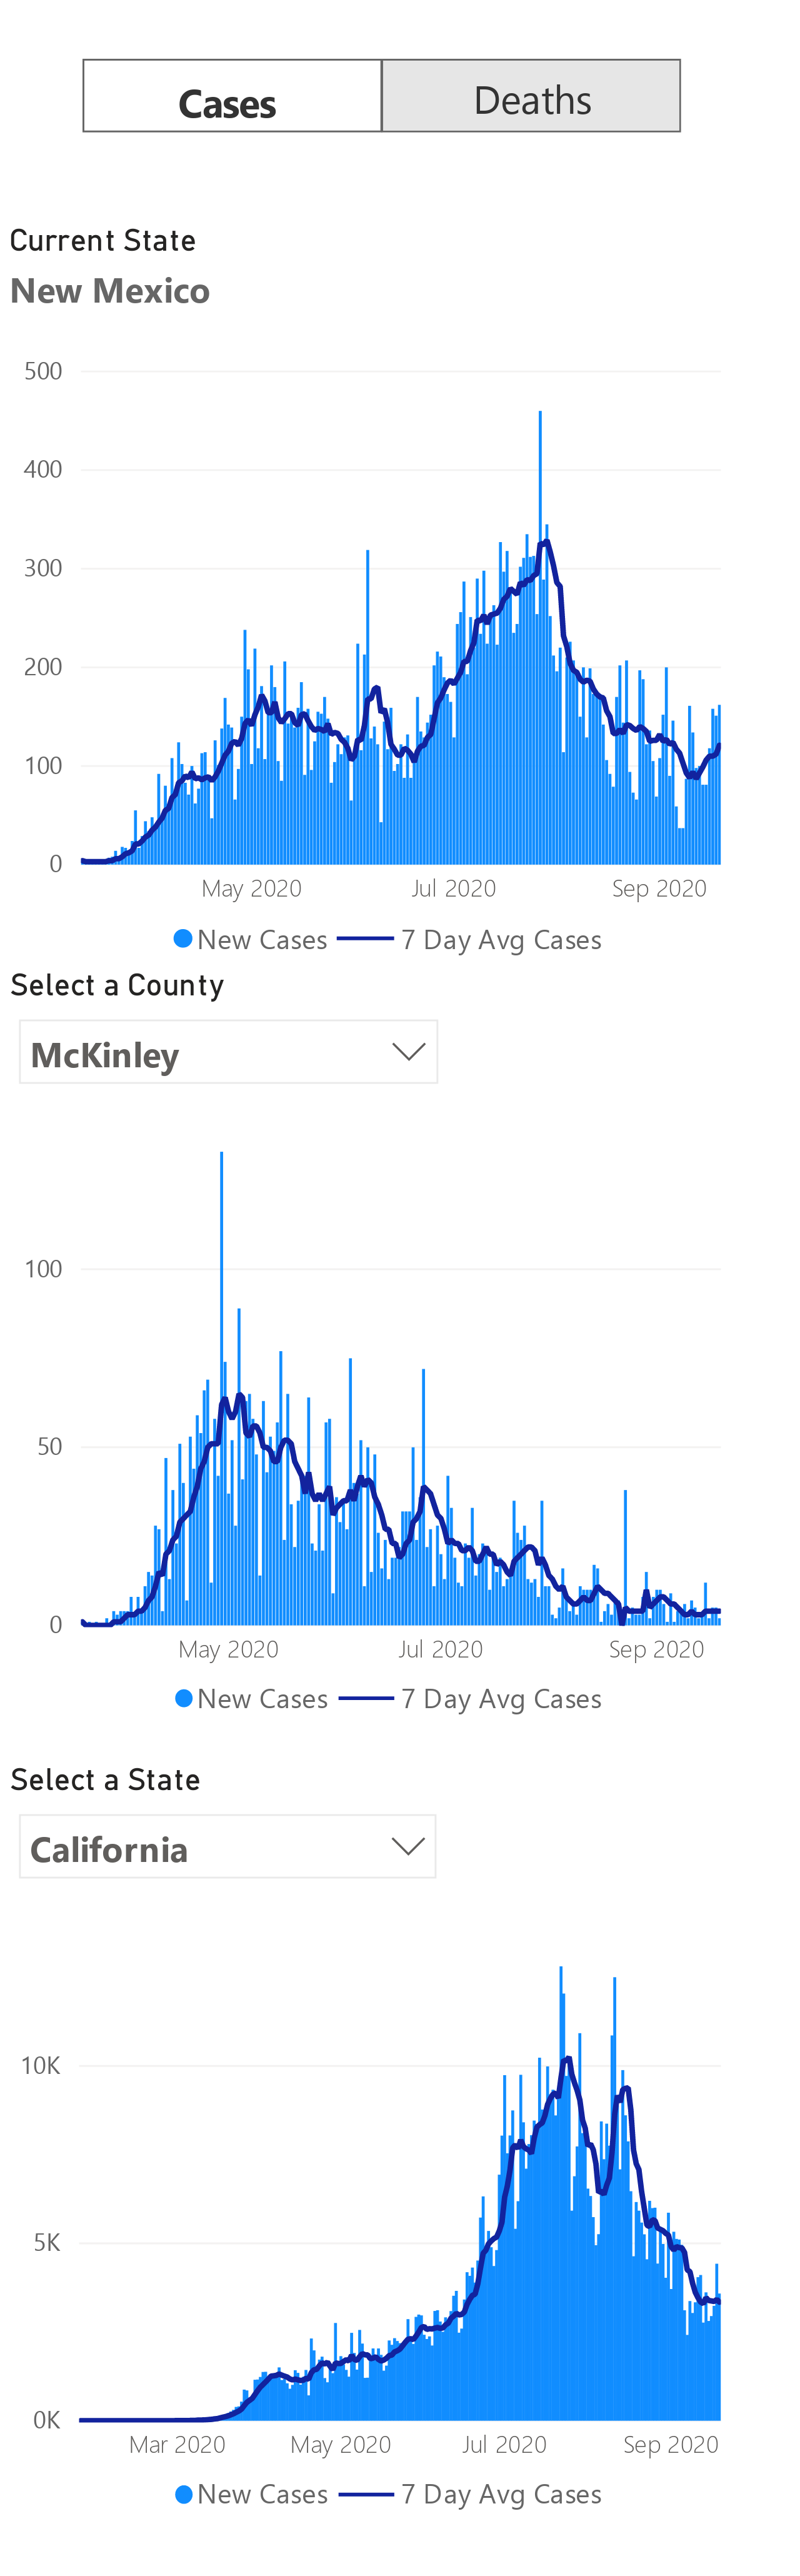 Cases Deaths
Current State
New Mexico
500
400
300
200
100
0
May 2020 Jul 2020 Sep 2020
New Cases 7 Day Avg Cases
Select a County
McKinley
100
50
0
May 2020 Jul 2020 Sep 2020
New Cases 7 Day Avg Cases
Select a State
California
10K
5K
0K
Mar 2020 May 2020 Jul 2020 Sep 2020
New Cases 7 Day Avg Cases